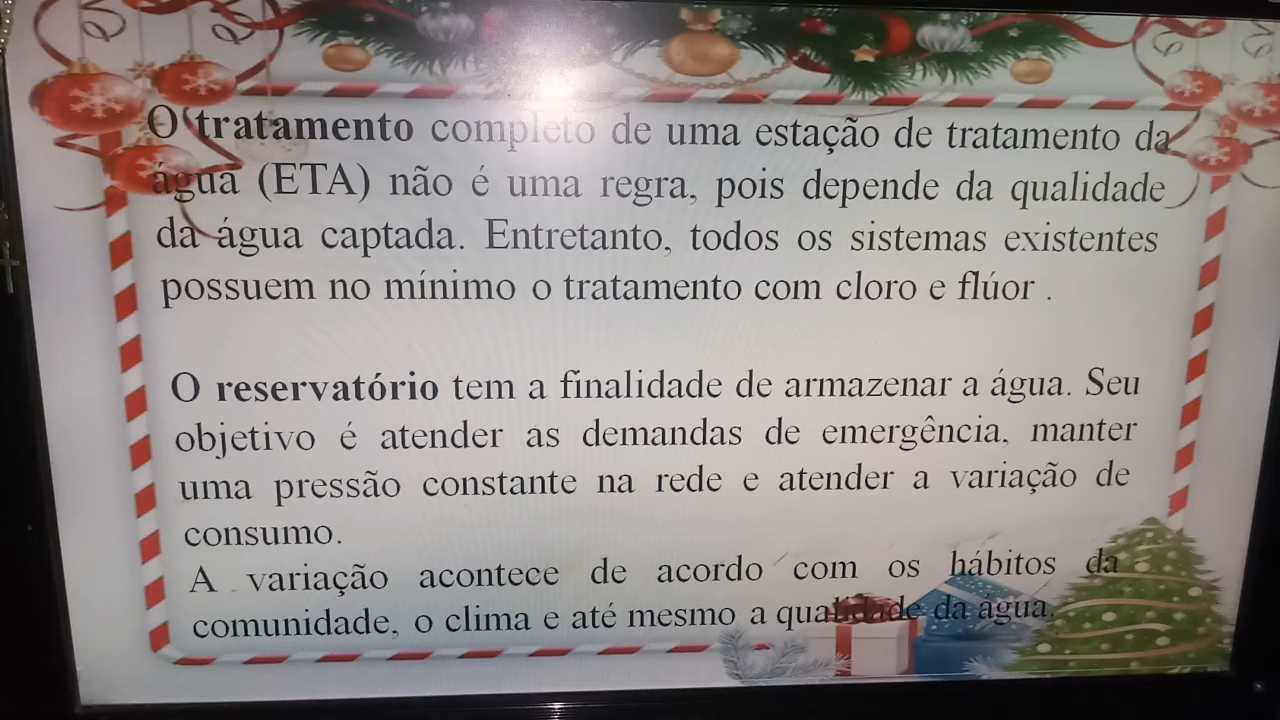 O tratamento completo de uma estação de tratamento da
água (ETA) não é uma regra, pois depende da qualidade
da água captada. Entretanto, todos os sistemas existentes
possuem no mínimo o tratamento com cloro e flúor .
O reservatório tem a finalidade de armazenar a água. Seu
objetivo é atender as demandas de emergência, manter
uma pressão constante na rede e atender a variação de
consumo.
A variação acontece de acordo com os hábitos da
comunidade, o clima e até mesmo a qualidade da água.